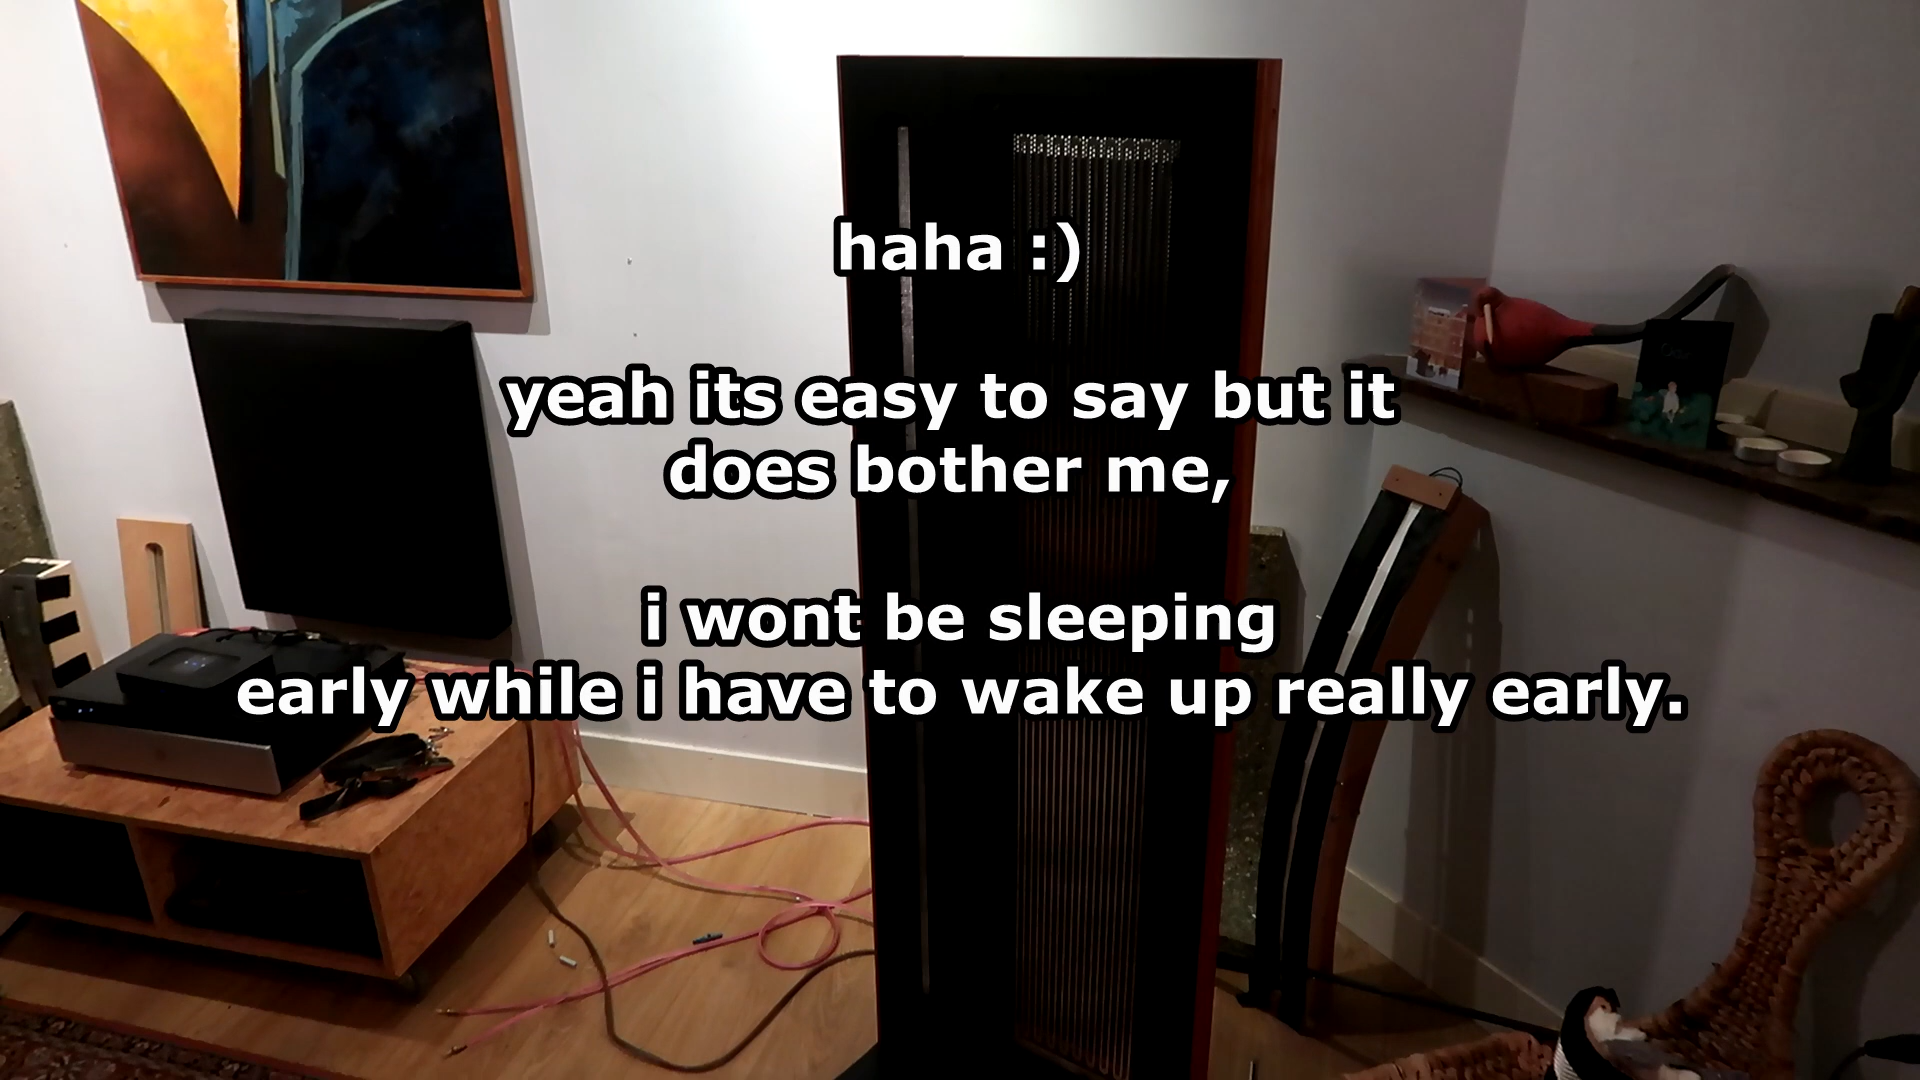 haha :)
yeah its easy to say but it
does bother me,
i wont be sleeping
early while i have to wake up really early.